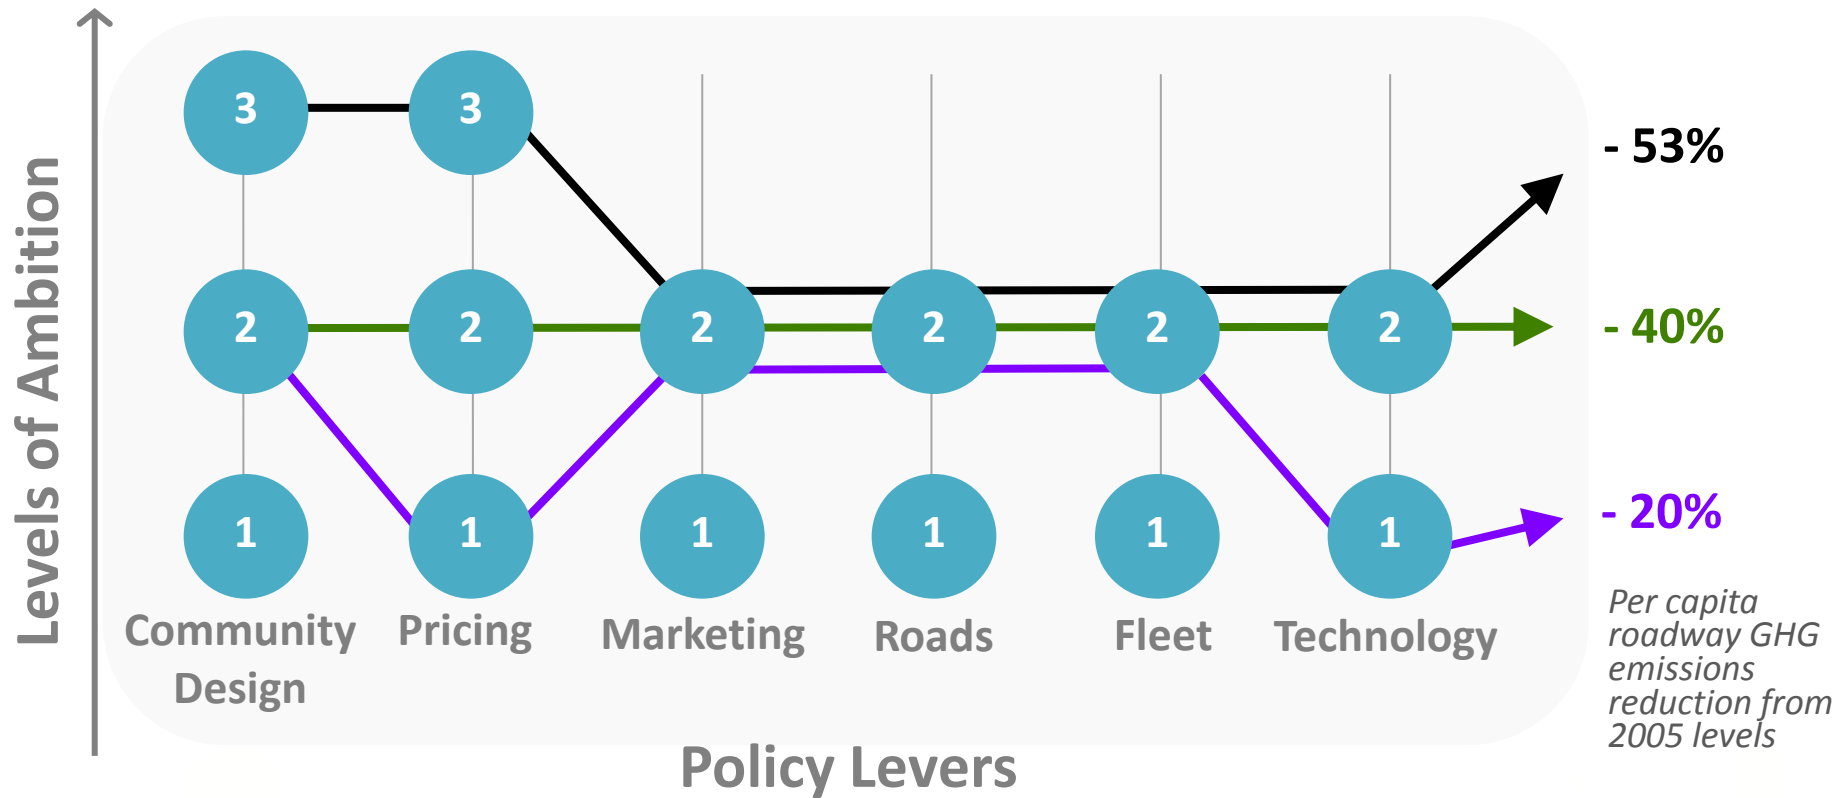 Levels of Ambition
3 3
- 53%
2 2 2 2 2 2
- 40%
1 1 1 1 1 1
- 20%
Community
Design
Pricing
Marketing
Roads
Fleet
Technology
Per capita
roadway GHG
emissions
reduction from
2005 levels
Policy Levers